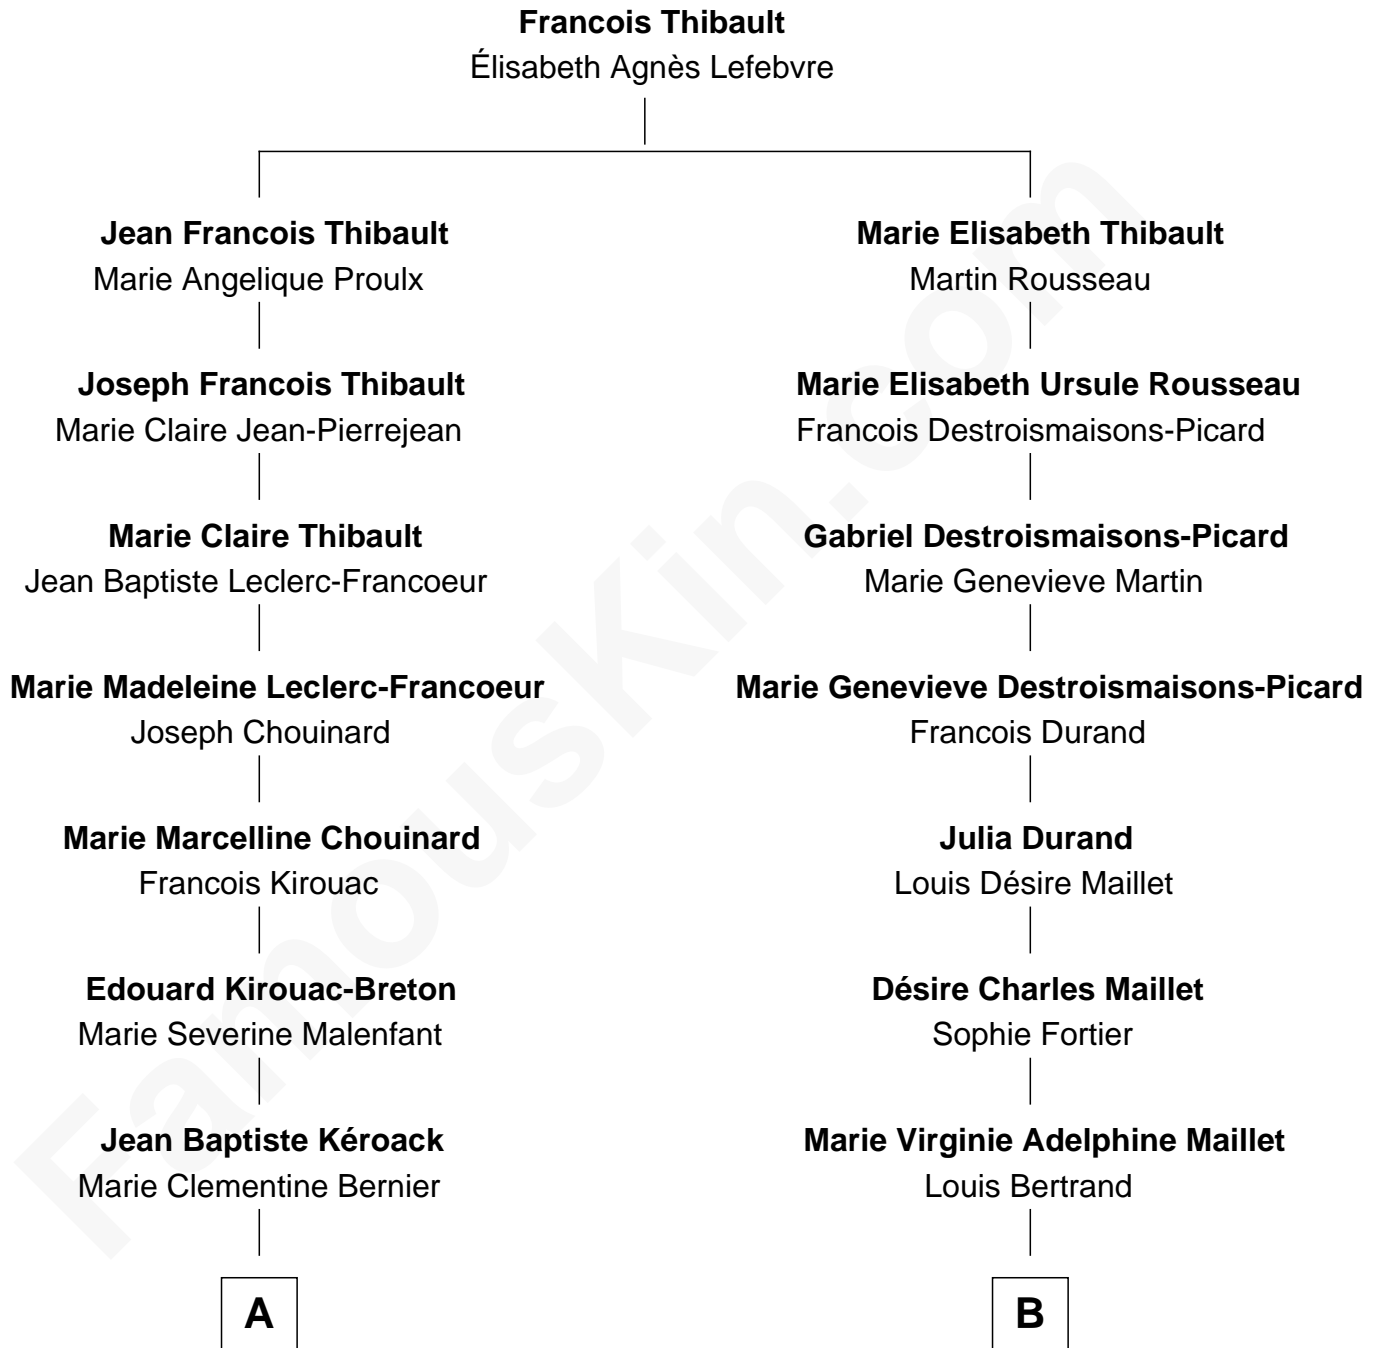 Francois Thibault
Élisabeth Agnès Lefebvre
Jean Francois Thibault
Marie Angelique Proulx
Marie Elisabeth Thibault
Martin Rousseau
Joseph Francois Thibault
Marie Claire Jean-Pierrejean
Marie Elisabeth Ursule Rousseau
Francois Destroismaisons-Picard
Marie Claire Thibault
Jean Baptiste Leclerc-Francoeur
Gabriel Destroismaisons-Picard
Marie Genevieve Martin
Marie Madeleine Leclerc-Francoeur
Joseph Chouinard
Marie Genevieve Destroismaisons-Picard
Francois Durand
Marie Marcelline Chouinard
Francois Kirouac
Julia Durand
Louis Désire Maillet
Edouard Kirouac-Breton
Marie Severine Malenfant
Désire Charles Maillet
Sophie Fortier
Jean Baptiste Kéroack
Marie Clementine Bernier
Marie Virginie Adelphine Maillet
Louis Bertrand
A
B
FamousKin.com